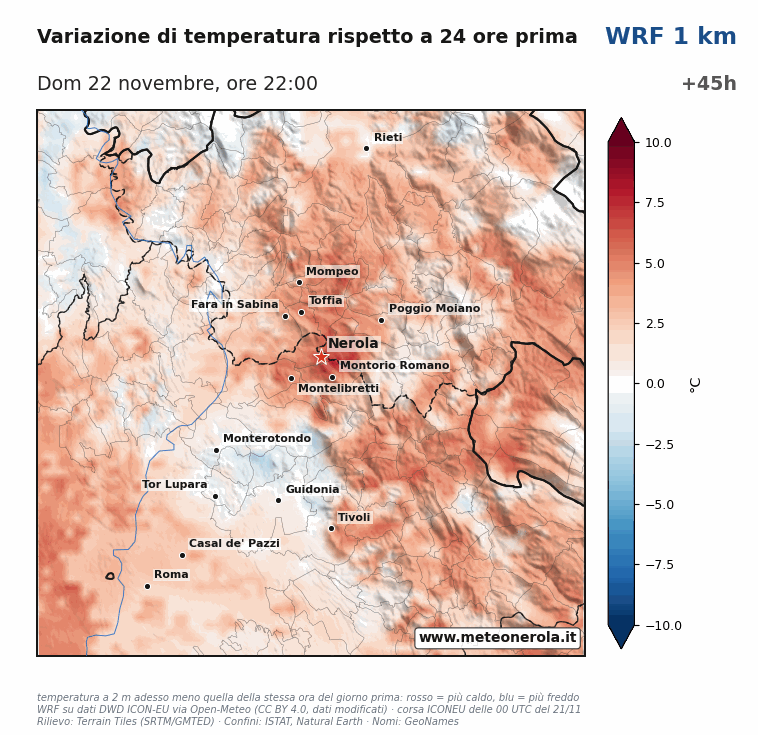 Variazione di temperatura rispetto a 24 ore prima
WRF 1 km
Dom 22 novembre, ore 22:00
+45h
Rieti
Mompeo
Fara in Sabina
Toffia
Poggio Moiano
Nerola
Montorio Romano
Montelibretti
Monterotondo
Tor Lupara
Guidonia
Tivoli
Casal de' Pazzi
Roma
www.meteonerola.it
10.0
7.5
5.0
2.5
0.0
−2.5
−5.0
−7.5
−10.0
°C
temperatura a 2 m adesso meno quella della stessa ora del giorno prima: rosso = più caldo, blu = più freddo
WRF su dati DWD ICON-EU via Open-Meteo (CC BY 4.0, dati modificati) · corsa ICONEU delle 00 UTC del 21/11
Rilievo: Terrain Tiles (SRTM/GMTED) · Confini: ISTAT, Natural Earth · Nomi: GeoNames